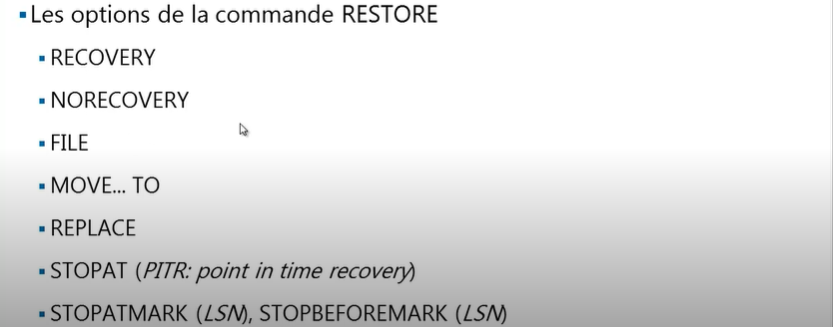 ▪Les options de la commande RESTORE
▪RECOVERY
▪NORECOVERY
▪FILE
▪MOVE... TO
▪REPLACE
▪STOPAT (PITR: point in time recovery)
▪STOPATMARK (LSN), STOPBEFOREMARK (LSN)